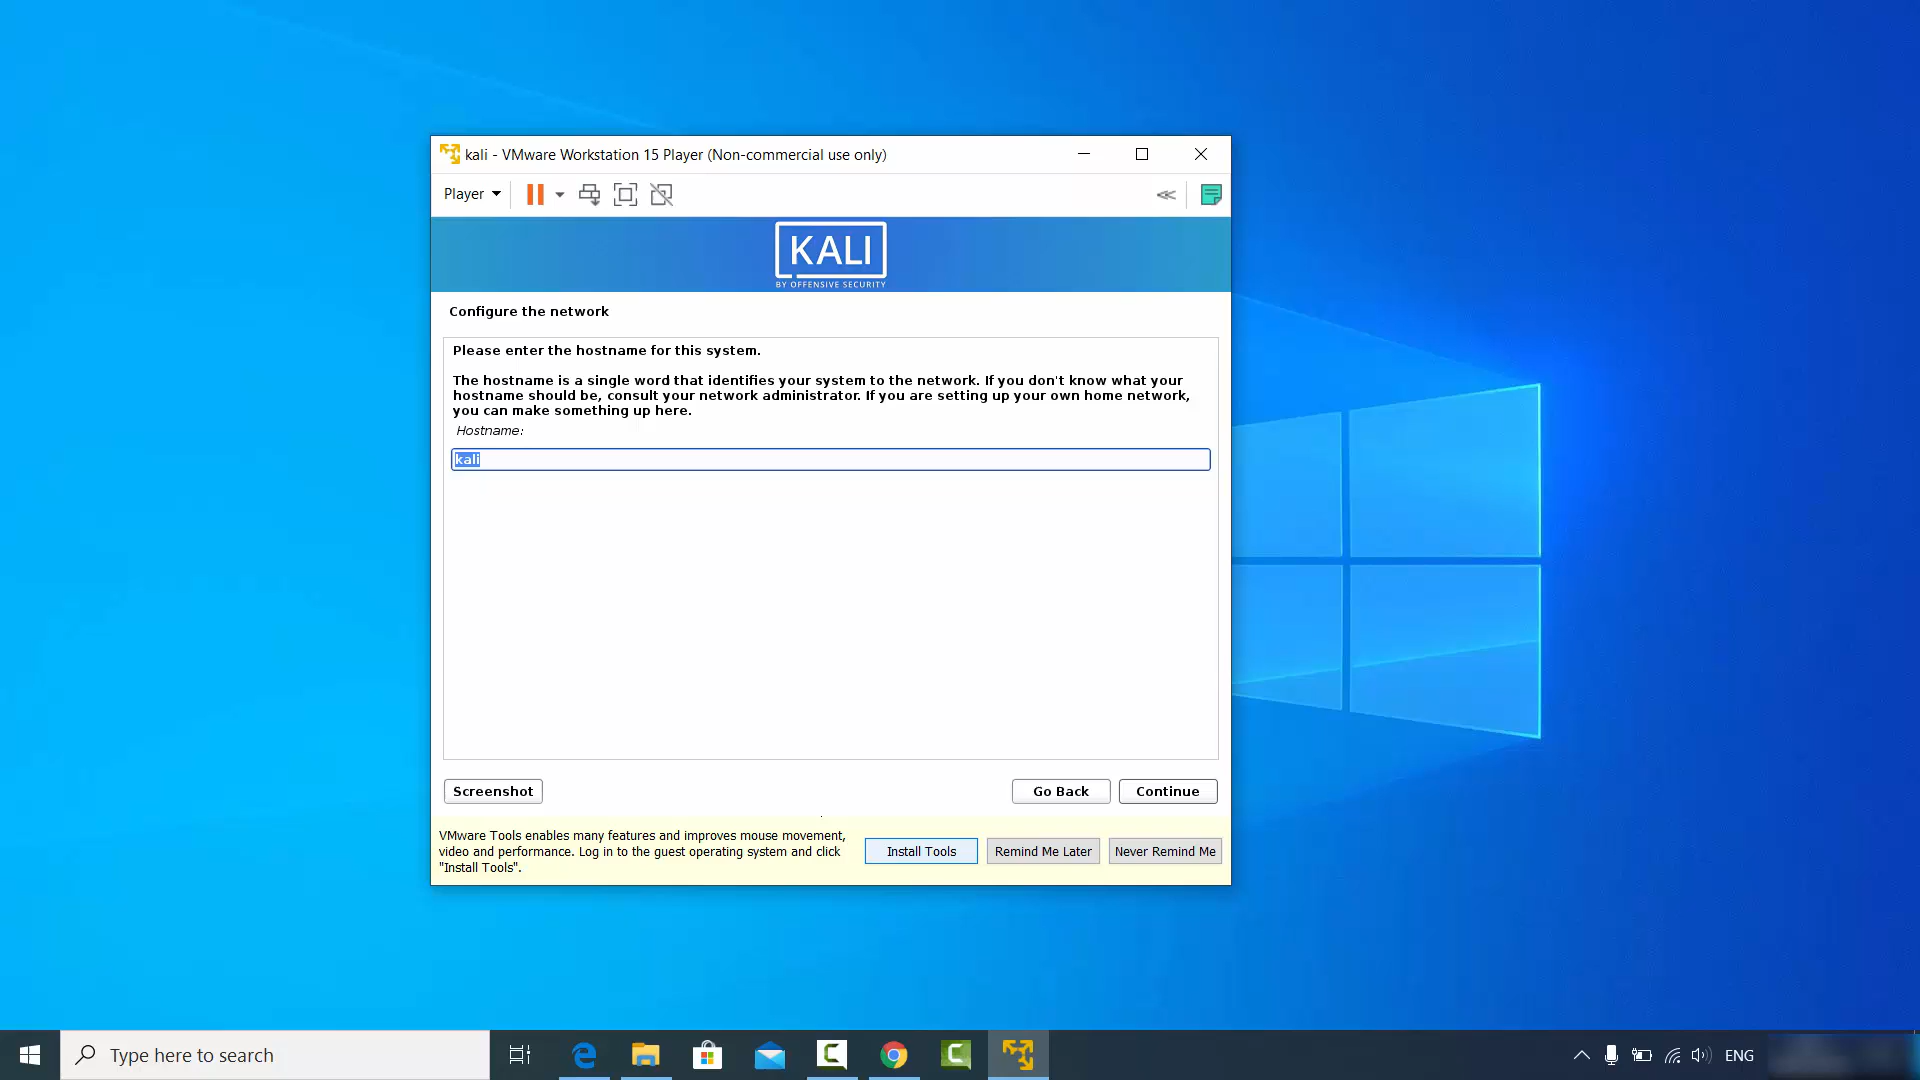 kali - VMware Workstation 15 Player (Non-commercial use only)
Player
KALI
BY OFFENSIVE SECURITY
Configure the network
Please enter the hostname for this system.
The hostname is a single word that identifies your system to the network. If you don't know what your
hostname should be, consult your network administrator. If you are setting up your own home network,
you can make something up here.
Hostname:
kali
Screenshot
Go Back
Continue
VMware Tools enables many features and improves mouse movement,
video and performance. Log in to the guest operating system and click
"Install Tools".
Install Tools
Remind Me Later
Never Remind Me
Type here to search
ENG